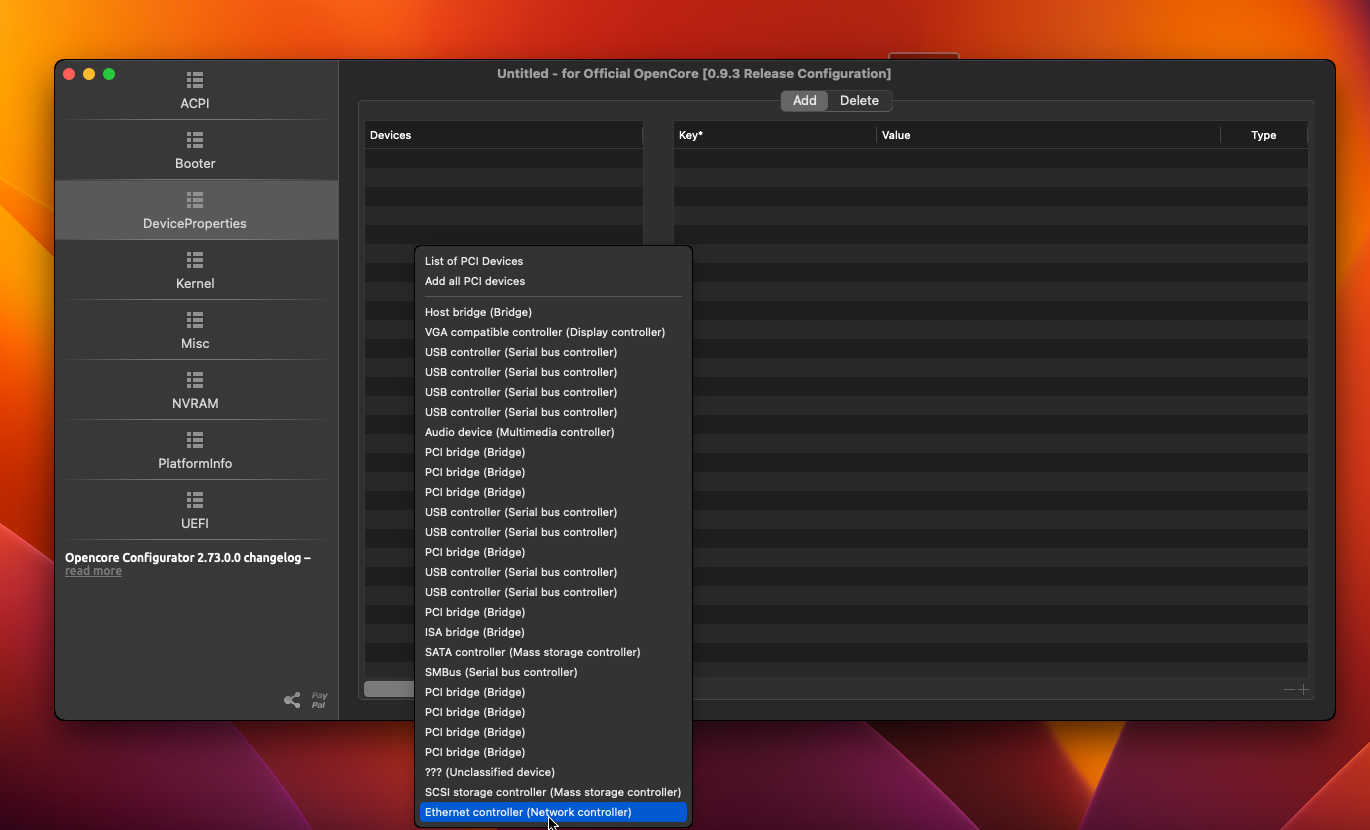 Untitled - for Official OpenCore [0.9.3 Release Configuration]
ACPI
Booter
DeviceProperties
Kernel
Misc
NVRAM
PlatformInfo
UEFI
Opencore Configurator 2.73.0.0 changelog –
read more
Pay
Pal
Add
Delete
Devices
Key*
Value
Type
List of PCI Devices
Add all PCI devices
Host bridge (Bridge)
VGA compatible controller (Display controller)
USB controller (Serial bus controller)
USB controller (Serial bus controller)
USB controller (Serial bus controller)
USB controller (Serial bus controller)
Audio device (Multimedia controller)
PCI bridge (Bridge)
PCI bridge (Bridge)
PCI bridge (Bridge)
USB controller (Serial bus controller)
USB controller (Serial bus controller)
PCI bridge (Bridge)
USB controller (Serial bus controller)
USB controller (Serial bus controller)
PCI bridge (Bridge)
ISA bridge (Bridge)
SATA controller (Mass storage controller)
SMBus (Serial bus controller)
PCI bridge (Bridge)
PCI bridge (Bridge)
PCI bridge (Bridge)
PCI bridge (Bridge)
??? (Unclassified device)
SCSI storage controller (Mass storage controller)
Ethernet controller (Network controller)